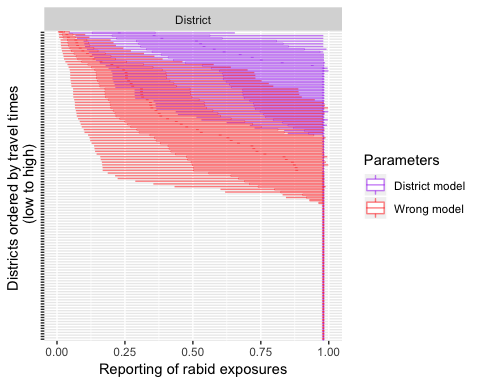 District
Districts ordered by travel times
(low to high)
0.00
0.25
0.50
0.75
1.00
Reporting of rabid exposures
Parameters
District model
Wrong model